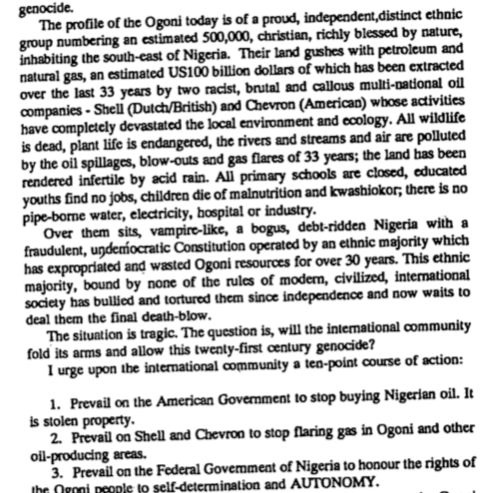 genocide.
The profile of the Ogoni today is of a proud, independent,distinct ethnic
group numbering an estimated 500,000, christian, richly blessed by nature,
inhabiting the south-east of Nigeria. Their land gushes with petroleum and
natural gas, an estimated US100 billion dollars of which has been extracted
over the last 33 years by two racist, brutal and callous multi-national oil
companies - Shell (Dutch/British) and Chevron (American) whose activities
have completely devastated the local environment and ecology. All wildlife
is dead, plant life is endangered, the rivers and streams and air are polluted
by the oil spillages, blow-outs and gas flares of 33 years; the land has been
rendered infertile by acid rain. All primary schools are closed, educated
youths find no jobs, children die of malnutrition and kwashiokor; there is no
pipe-borne water, electricity, hospital or industry.
Over them sits, vampire-like, a bogus, debt-ridden Nigeria with a
fraudulent, undemocratic Constitution operated by an ethnic majority which
has expropriated and wasted Ogoni resources for over 30 years. This ethnic
majority, bound by none of the rules of modern, civilized, international
society has bullied and tortured them since independence and now waits to
deal them the final death-blow.
The situation is tragic. The question is, will the international community
fold its arms and allow this twenty-first century genocide?
I urge upon the international community a ten-point course of action:
1. Prevail on the American Government to stop buying Nigerian oil. It
is stolen property.
2. Prevail on Shell and Chevron to stop flaring gas in Ogoni and other
oil-producing areas.
3. Prevail on the Federal Government of Nigeria to honour the rights of
the Ogoni people to self-determination and AUTONOMY.